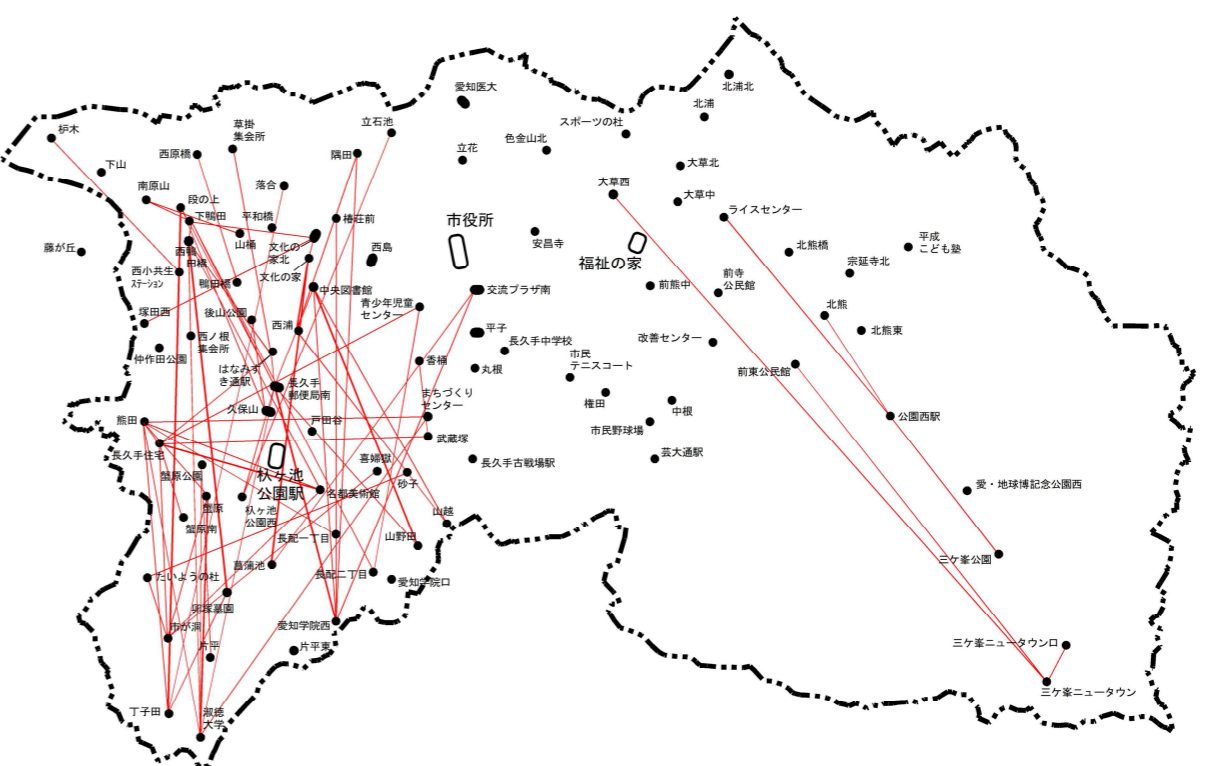 北浦北
愛知医大
北浦
枦木
草掛
集会所
立石池
スポーツの杜
色金山北
西原橋
隅田
立花
下山
大草北
南原山
落合
大草西
段の上
大草中
下鴨田
平和橋
椿荘前
市役所
ライスセンター
藤が丘
山桶
文化の
家北
西島
安昌寺
北熊橋
平成
こども塾
西鴨
田橋
福祉の家
宗延寺北
西小共生
ステーション
鴨田橋
文化の家
中央図書館
交流プラザ南
前熊中
前寺
公民館
青少年児童
センター
塚田西
後山公園
西浦
平子
北熊
北熊東
西ノ根
集会所
長久手中学校
改善センター
仲作田公園
はなみず
き通駅
香桶
丸根
市民
テニスコート
前東公民館
長久手
郵便局南
まちづくり
センター
権田
中根
久保山
熊田
戸田谷
市民野球場
公園西駅
武蔵塚
長久手住宅
杁ヶ池
公園駅
喜婦嶽
長久手古戦場駅
芸大通駅
蟹原公園
砂子
名都美術館
愛・地球博記念公園西
蟹原
杁ヶ池
公園西
山越
蟹原南
長配一丁目
山野田
三ケ峯公園
たいようの杜
菖蒲池
長配二丁目
愛知学院口
卯塚墓園
市が洞
愛知学院西
片平
片平東
三ケ峯ニュータウン口
三ケ峯ニュータウン
丁子田
淑徳
大学